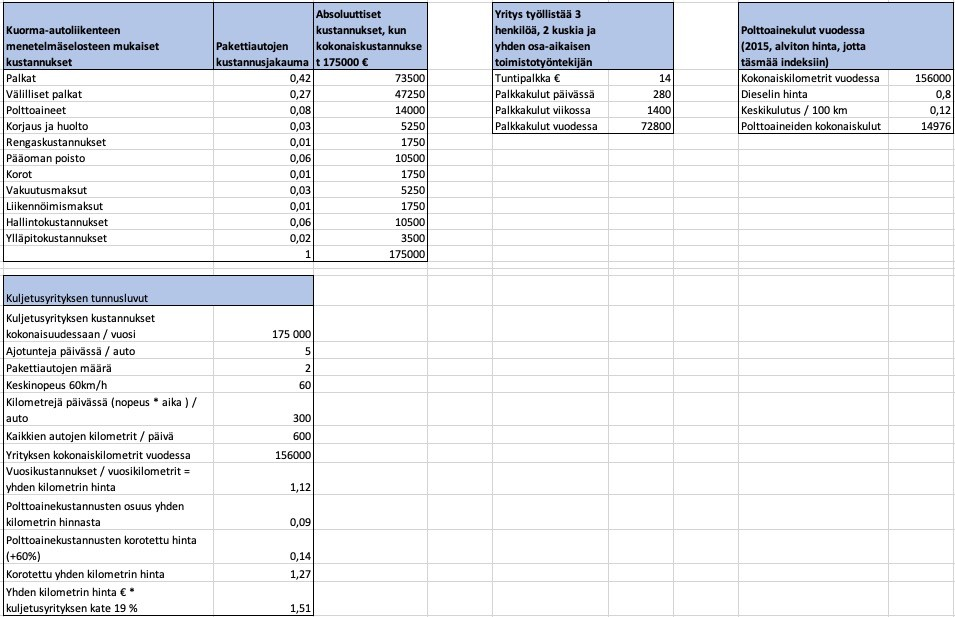 Kuorma-autoliikenteen
menetelmäselosteen mukaiset
kustannukset
Pakettiautojen
kustannusjakauma
Absoluuttiset
kustannukset, kun
kokonaiskustannukse
t 175000 €
Palkat 0,42 73500
Välilliset palkat 0,27 47250
Polttoaineet 0,08 14000
Korjaus ja huolto 0,03 5250
Rengaskustannukset 0,01 1750
Pääoman poisto 0,06 10500
Korot 0,01 1750
Vakuutusmaksut 0,03 5250
Liikennöimismaksut 0,01 1750
Hallintokustannukset 0,06 10500
Ylläpitokustannukset 0,02 3500
1 175000
Yritys työllistää 3
henkilöä, 2 kuskia ja
yhden osa-aikaisen
toimistotyöntekijän
Tuntipalkka € 14
Palkkakulut päivässä 280
Palkkakulut viikossa 1400
Palkkakulut vuodessa 72800
Polttoainekulut vuodessa
(2015, alviton hinta, jotta
täsmää indeksiin)
Kokonaiskilometrit vuodessa 156000
Dieselin hinta 0,8
Keskikulutus / 100 km 0,12
Polttoaineiden kokonaiskulut 14976
Kuljetusyrityksen tunnusluvut
Kuljetusyrityksen kustannukset
kokonaisuudessaan / vuosi 175 000
Ajotunteja päivässä / auto 5
Pakettiautojen määrä 2
Keskinopeus 60km/h 60
Kilometrejä päivässä (nopeus * aika ) /
auto 300
Kaikkien autojen kilometrit / päivä 600
Yrityksen kokonaiskilometrit vuodessa 156000
Vuosikustannukset / vuosikilometrit =
yhden kilometrin hinta 1,12
Polttoainekustannusten osuus yhden
kilometrin hinnasta 0,09
Polttoainekustannusten korotettu hinta
(+60%) 0,14
Korotettu yhden kilometrin hinta 1,27
Yhden kilometrin hinta € *
kuljetusyrityksen kate 19 % 1,51